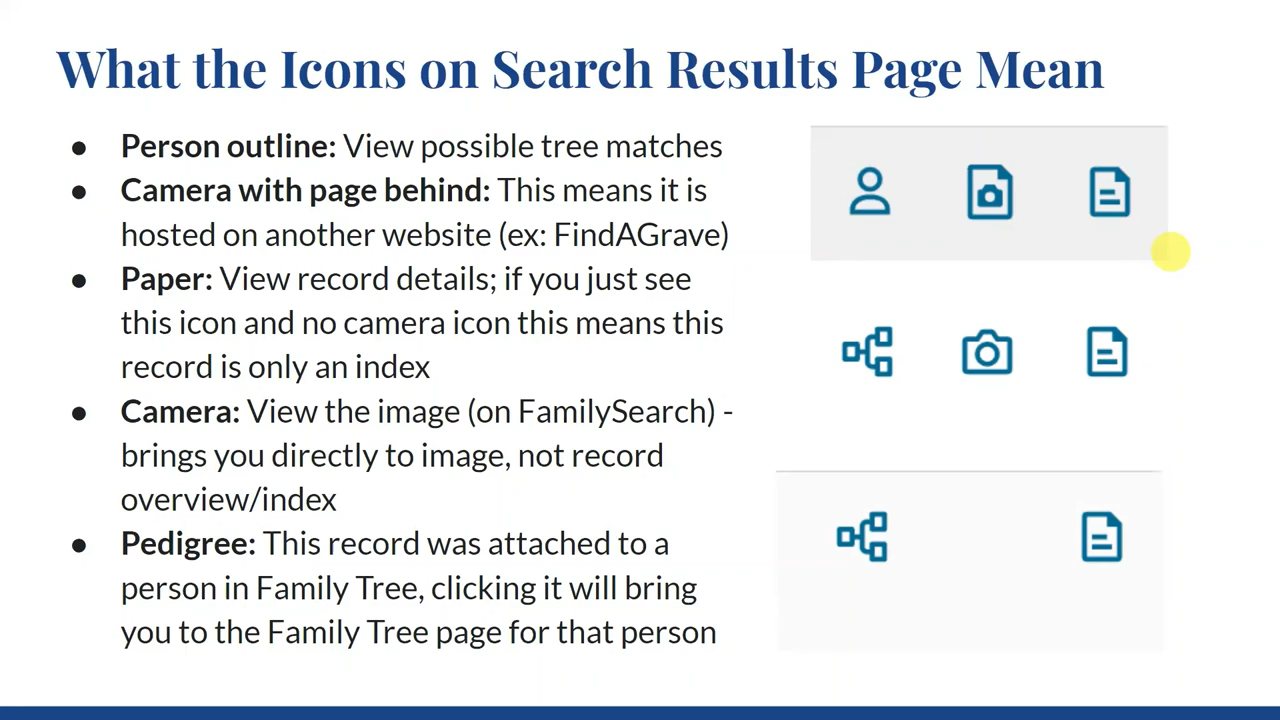 What the Icons on Search Results Page Mean
● Person outline: View possible tree matches
● Camera with page behind: This means it is
hosted on another website (ex: FindAGrave)
● Paper: View record details; if you just see
this icon and no camera icon this means this
record is only an index
● Camera: View the image (on FamilySearch) -
brings you directly to image, not record
overview/index
● Pedigree: This record was attached to a
person in Family Tree, clicking it will bring
you to the Family Tree page for that person